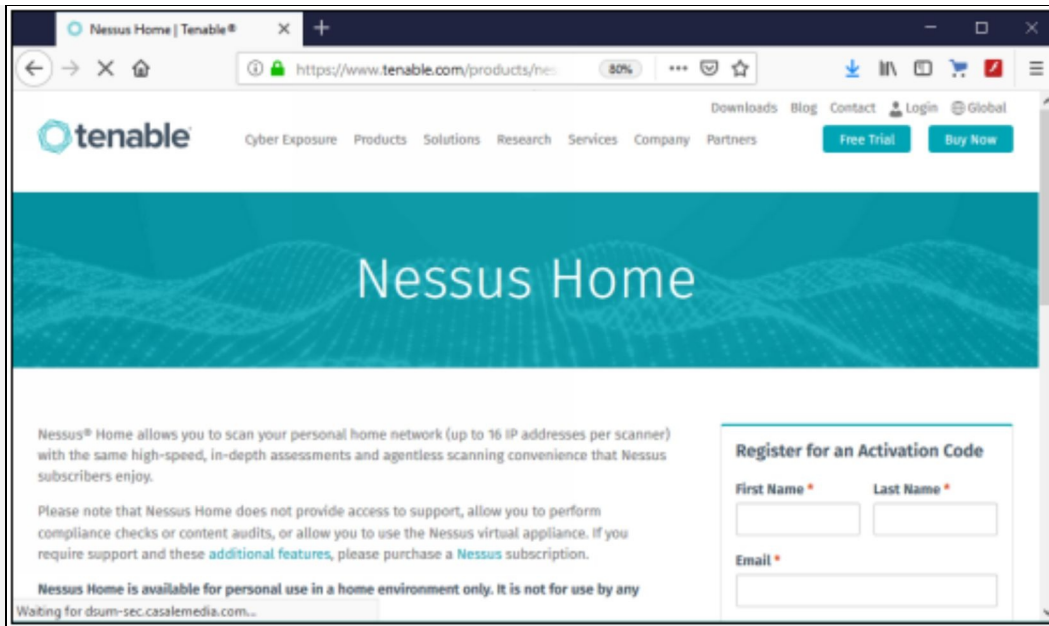 Nessus Home | Tenable®
https://www.tenable.com/products/nes
80%
Downloads Blog Contact Login Global
tenable
Cyber Exposure Products Solutions Research Services Company Partners
Free Trial Buy Now
Nessus Home
Nessus® Home allows you to scan your personal home network (up to 16 IP addresses per scanner)
with the same high-speed, in-depth assessments and agentless scanning convenience that Nessus
subscribers enjoy.
Please note that Nessus Home does not provide access to support, allow you to perform
compliance checks or content audits, or allow you to use the Nessus virtual appliance. If you
require support and these additional features, please purchase a Nessus subscription.
Nessus Home is available for personal use in a home environment only. It is not for use by any
Register for an Activation Code
First Name * Last Name *
Email *
Waiting for dsum-sec.casalemedia.com...